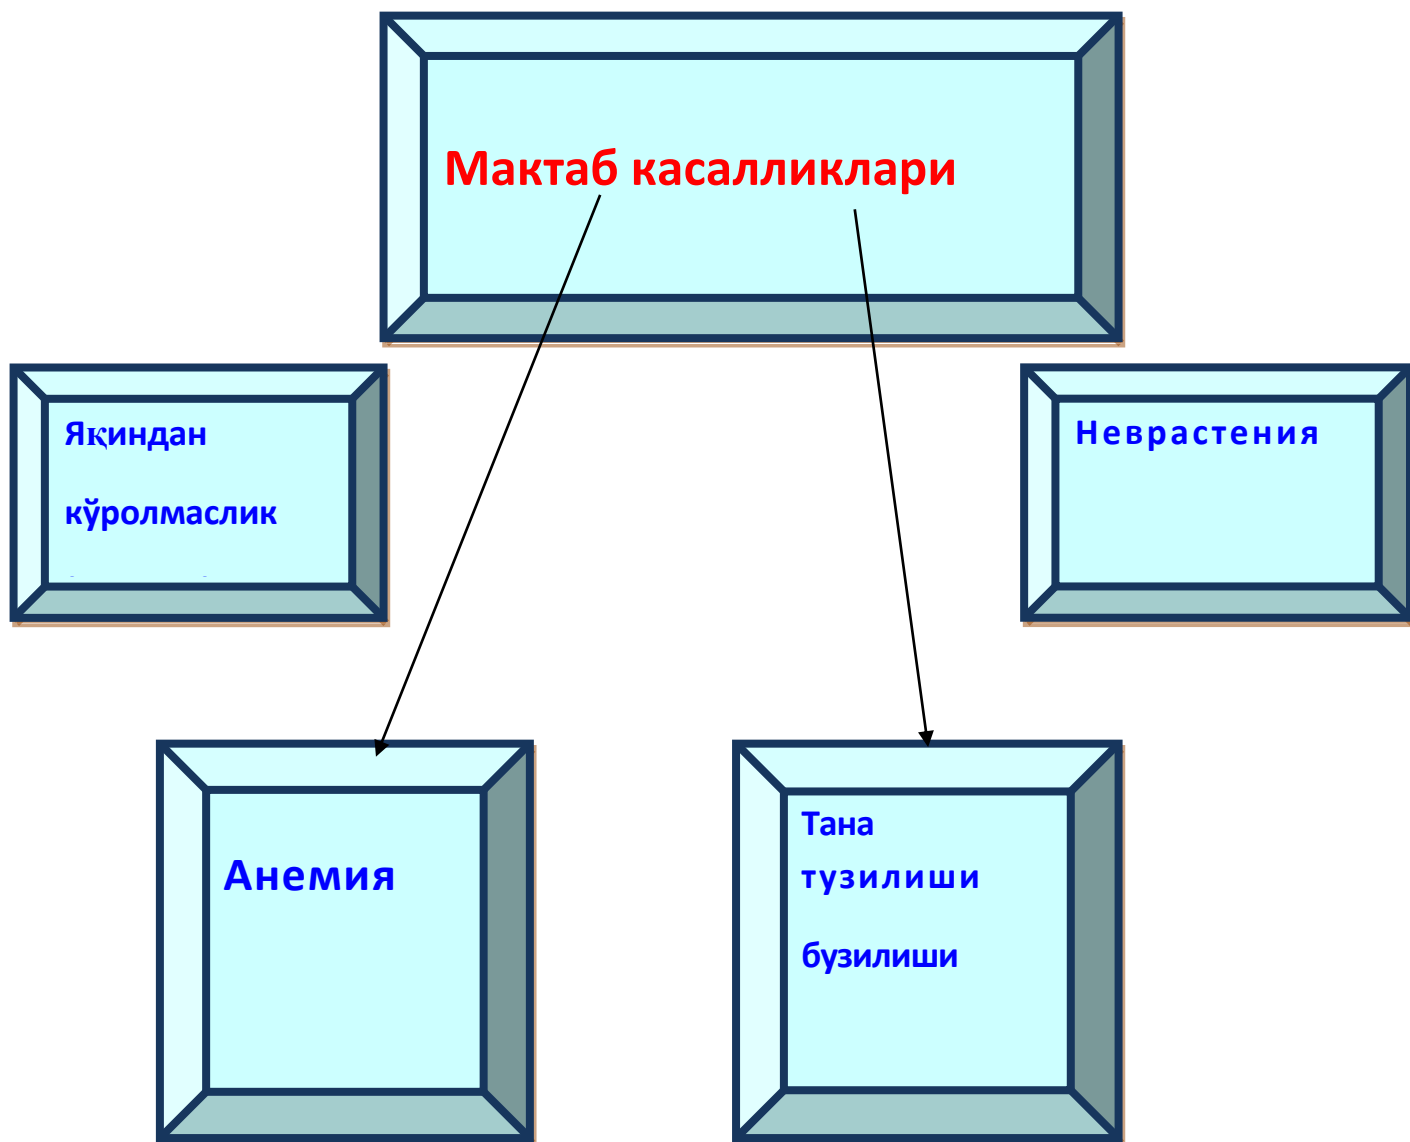 Мактаб касалликлари
Яқиндан
кўролмаслик
Неврастения
Анемия
Тана
тузилиши
бузилиши